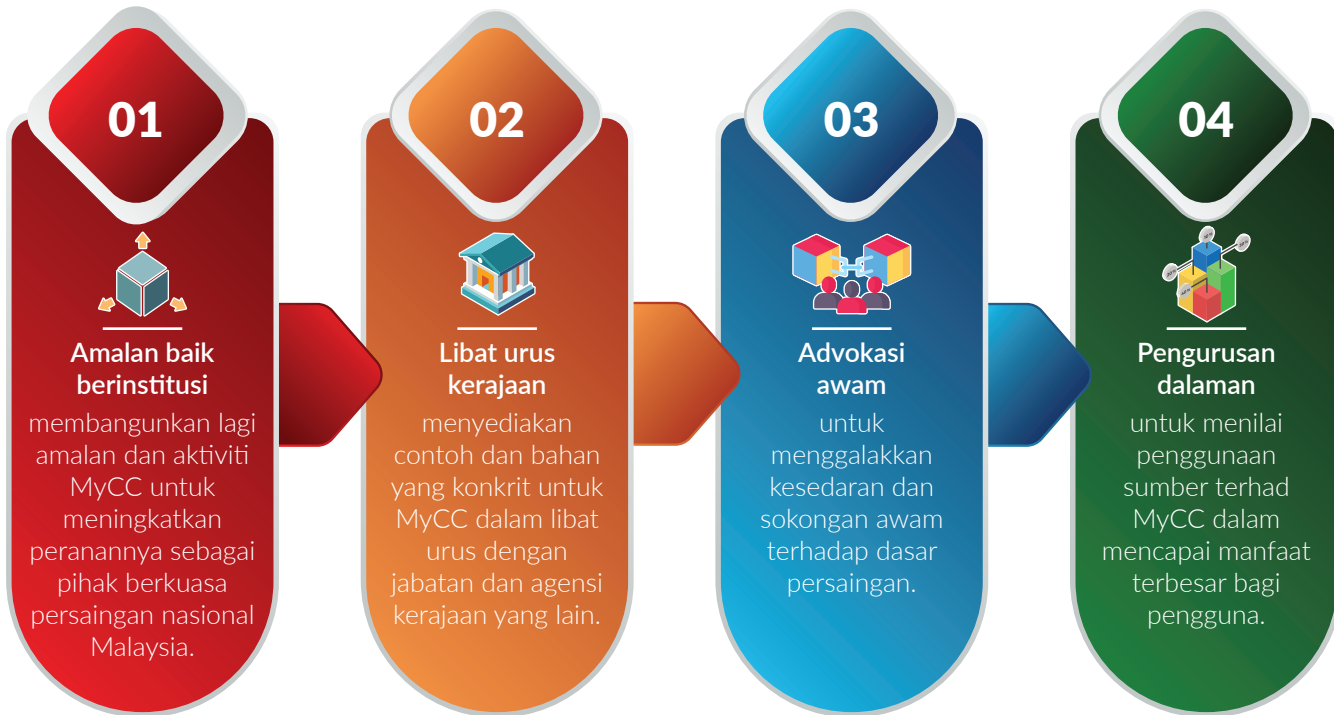 01
Amalan baik
berinstitusi
membangunkan lagi
amalan dan aktiviti
MyCC untuk
meningkatkan
peranannya sebagai
pihak berkuasa
persaingan nasional
Malaysia.
02
Libat urus
kerajaan
menyediakan
contoh dan bahan
yang konkrit untuk
MyCC dalam libat
urus dengan
jabatan dan agensi
kerajaan yang lain.
03
Advokasi
awam
untuk
menggalakkan
kesedaran dan
sokongan awam
terhadap dasar
persaingan.
04
Pengurusan
dalaman
untuk menilai
penggunaan
sumber terhad
MyCC dalam
mencapai manfaat
terbesar bagi
pengguna.